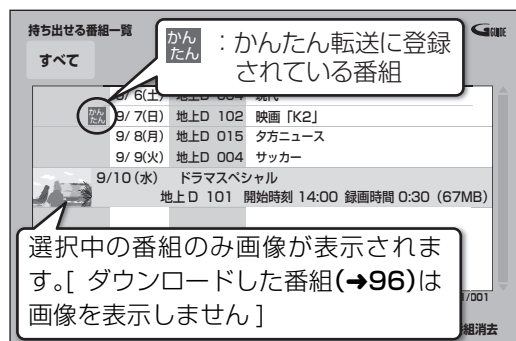 持ち出せる番組一覧
GGUIDE
すべて
かん
たん
：かんたん転送に登録
されている番組
9/ 6(土) 地上D 004 現代
かん
たん
9/ 7(日) 地上D 102 映画「K2」
9/ 8(月) 地上D 015 夕方ニュース
9/ 9(火) 地上D 004 サッカー
9/10(水) ドラマスペシャル
地上D 101 開始時刻 14:00 録画時間 0:30 (67MB)
選択中の番組のみ画像が表示されま
す。[ ダウンロードした番組(➔96)は
画像を表示しません ]
/001
組消去